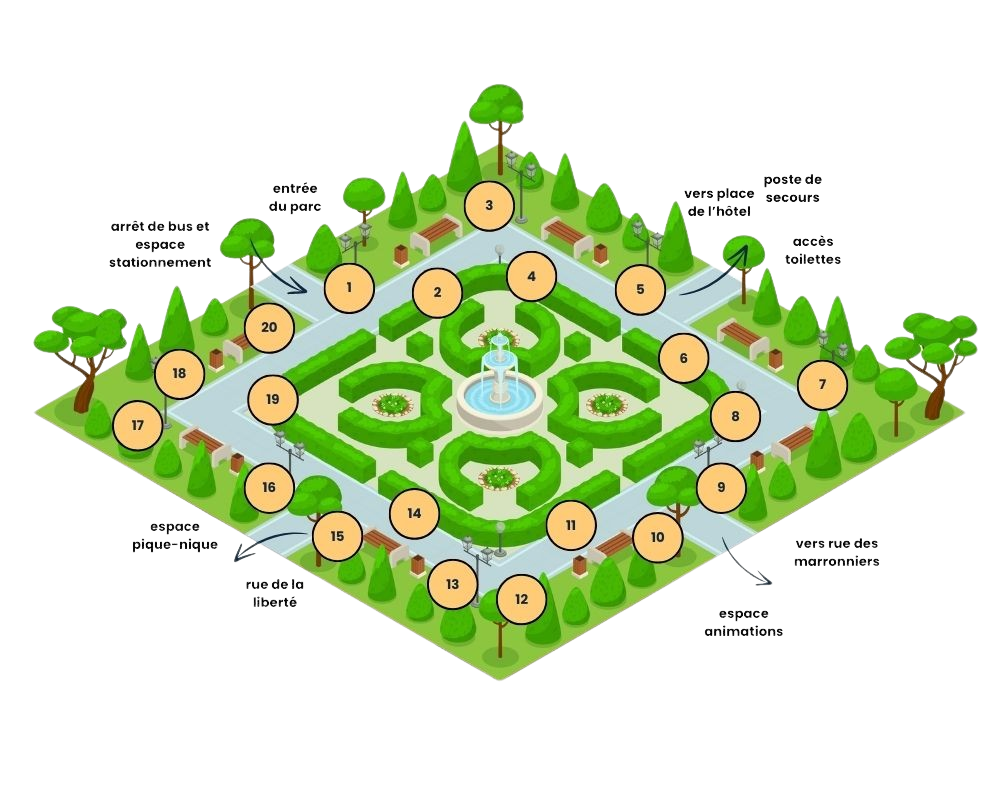 poste de
secours
entrée
du parc
vers place
de l'hôtel
3
arrêt de bus et
espace
stationnement
accès
toilettes
4
1
2
5
20
6
18
7
19
8
17
16
9
14
11
15
10
espace
pique-nique
vers rue des
marronniers
13
12
rue de la
liberté
espace
animations